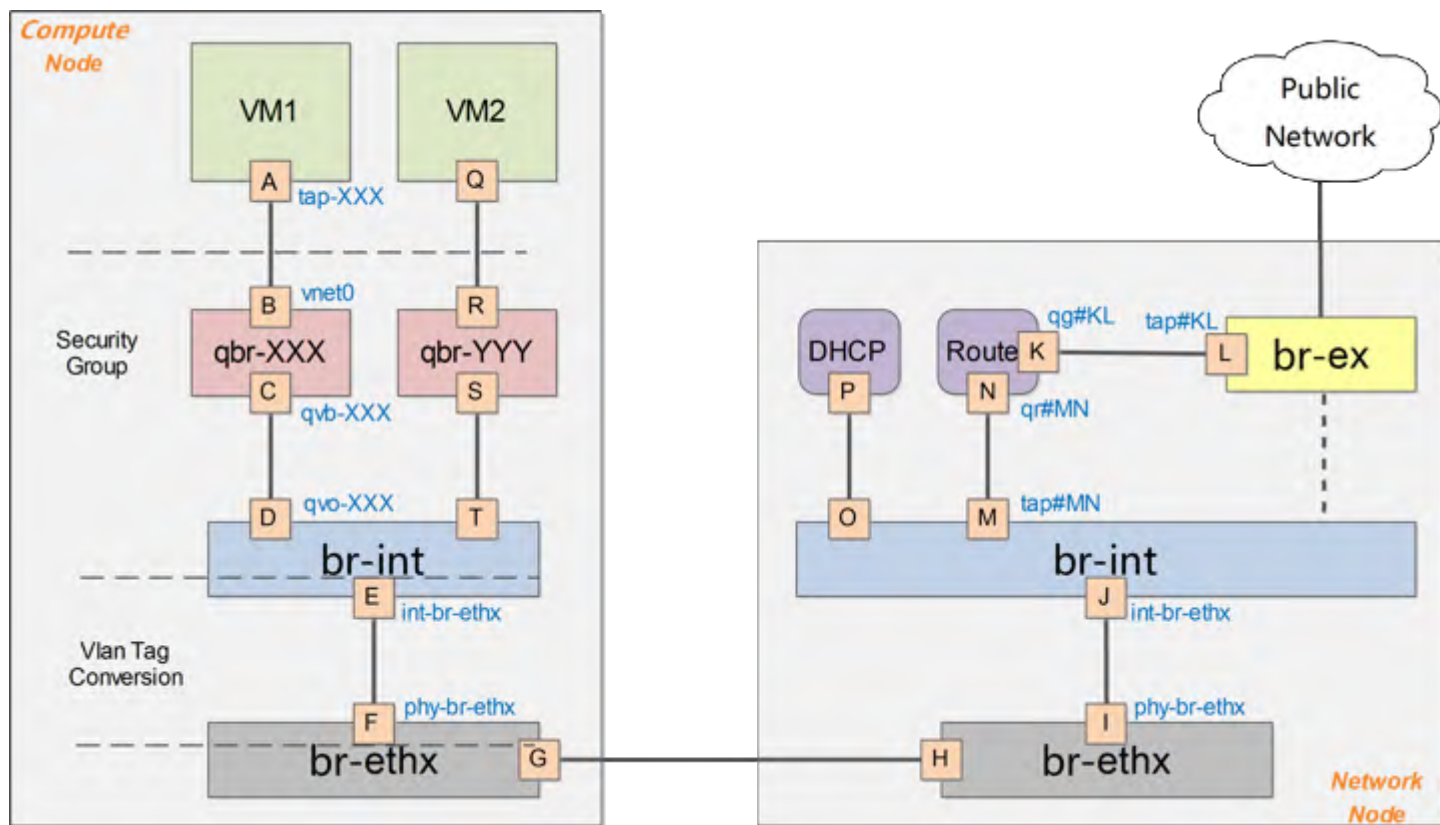 Compute
Node
VM1
VM2
A
tap-XXX
Q
Public
Network
Security
Group
B
vnet0
R
qbr-XXX
qbr-YYY
C
qvb-XXX
S
D
qvo-XXX
T
br-int
E
int-br-ethx
Vlan Tag
Conversion
F
phy-br-ethx
br-ethx
G
DHCP
P
Route
K
qg#KL
tap#KL
L
br-ex
N
qr#MN
O
M
tap#MN
br-int
J
int-br-ethx
I
phy-br-ethx
H
br-ethx
Network
Node